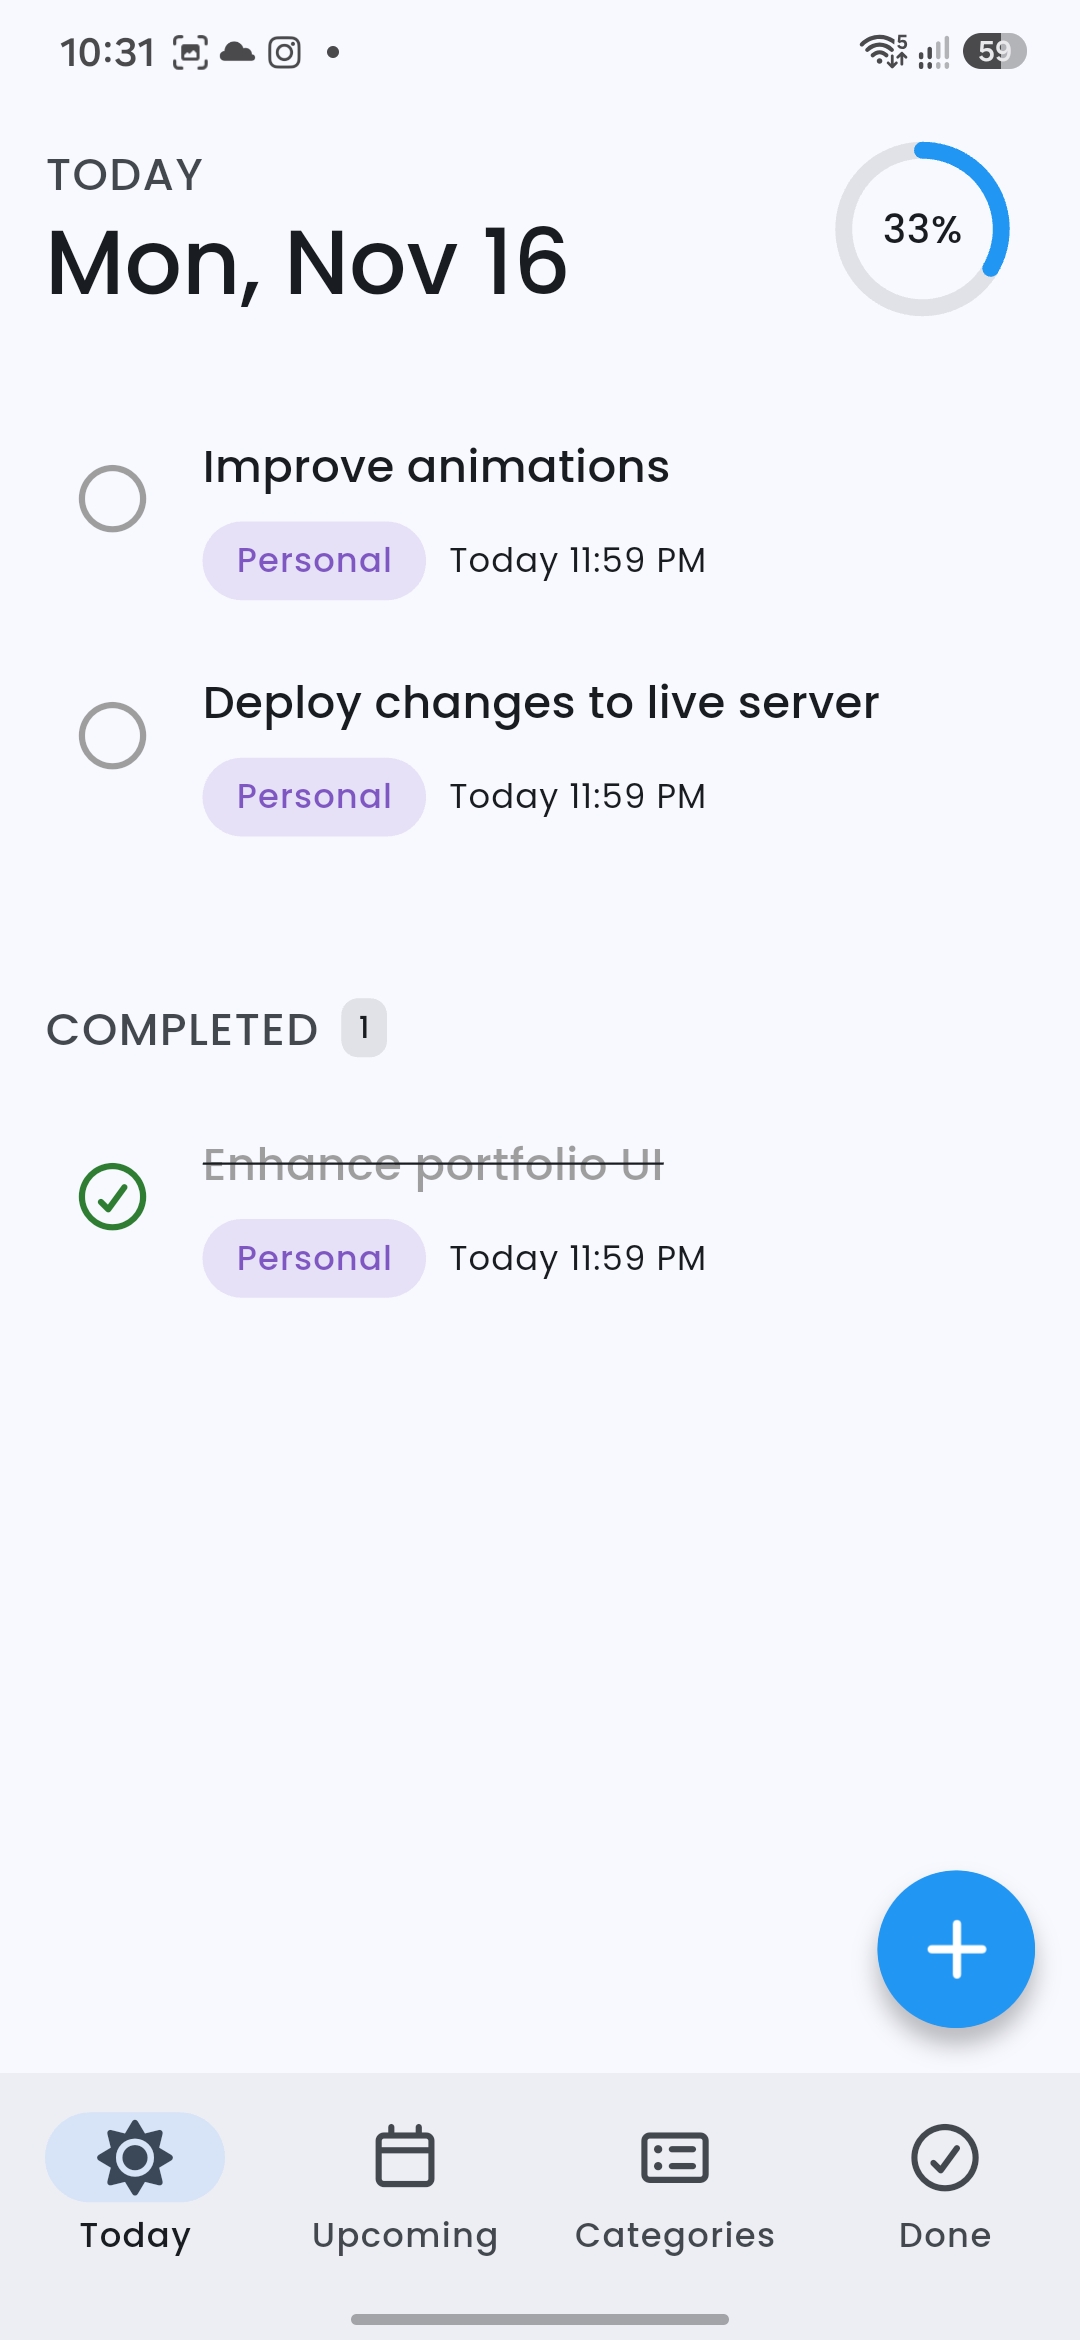 10:31
5
59
TODAY
Mon, Nov 16
33%
Improve animations
Personal Today 11:59 PM
Deploy changes to live server
Personal Today 11:59 PM
COMPLETED 1
Enhance portfolio UI
Personal Today 11:59 PM
Today Upcoming Categories Done